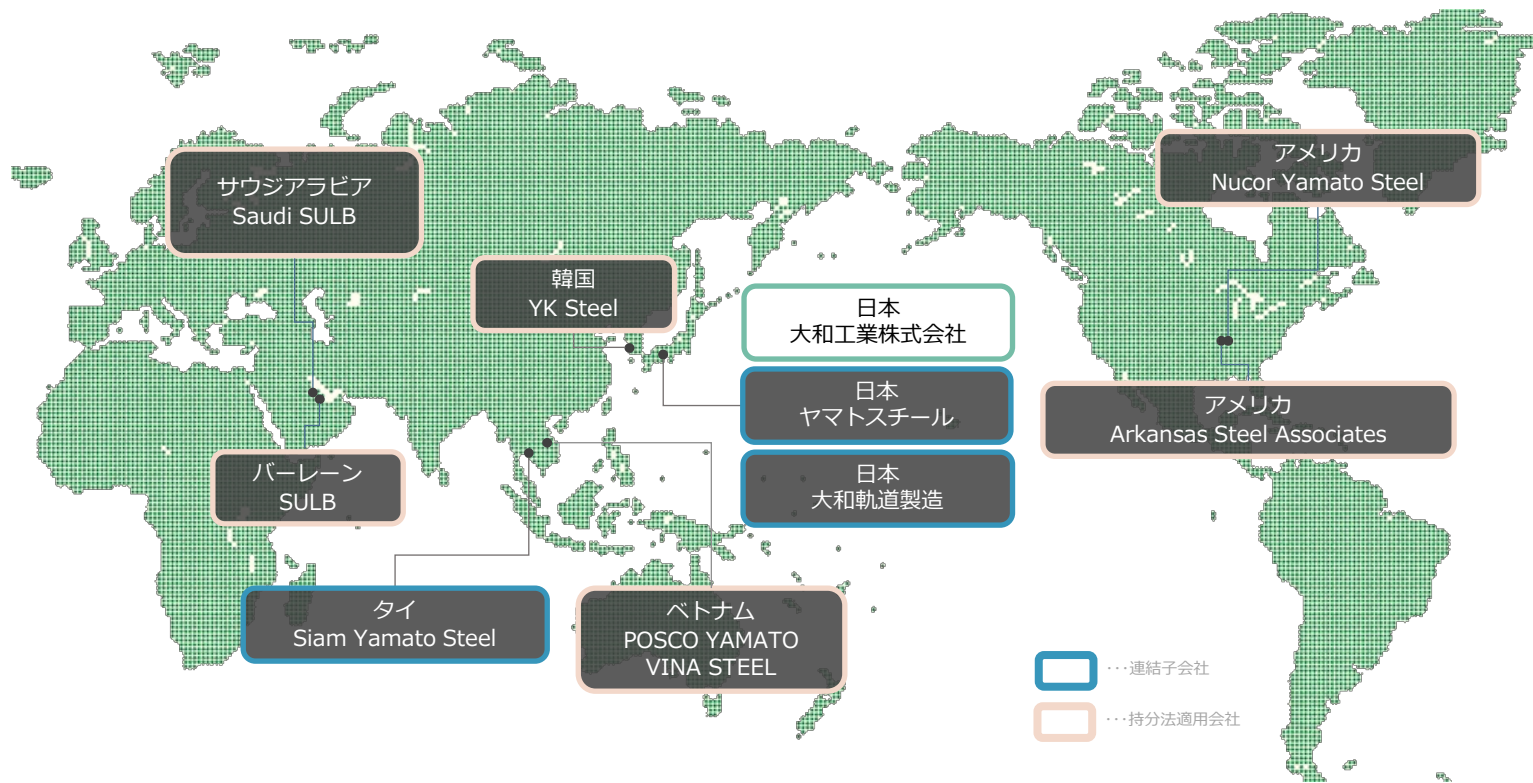 アメリカ
Nucor Yamato Steel
サウジアラビア
Saudi SULB
韓国
YK Steel
日本
大和工業株式会社
日本
ヤマトスチール
アメリカ
Arkansas Steel Associates
バーレーン
SULB
日本
大和軌道製造
タイ
Siam Yamato Steel
ベトナム
POSCO YAMATO
VINA STEEL
･･･連結子会社
･･･持分法適用会社